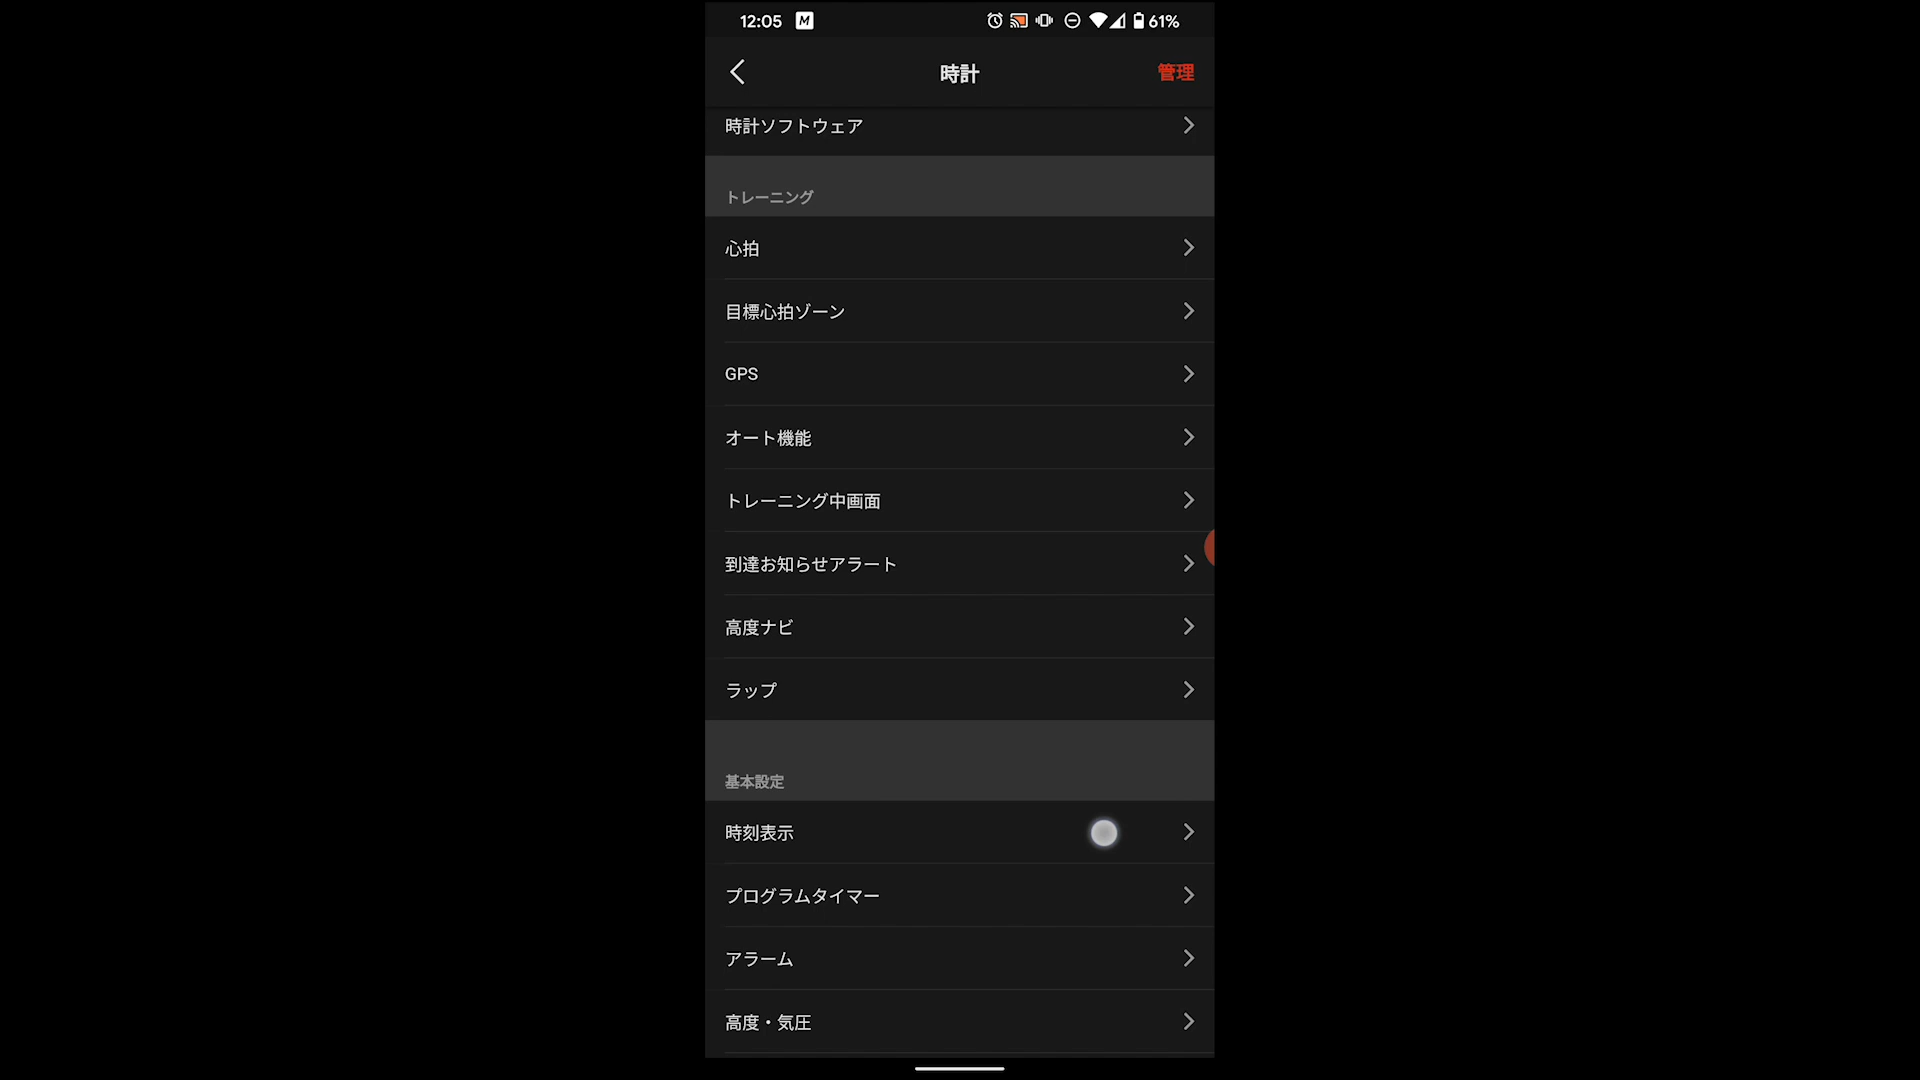 12:05 M 61%
時計 管理
時計ソフトウェア
トレーニング
心拍
目標心拍ゾーン
GPS
オート機能
トレーニング中画面
到達お知らせアラート
高度ナビ
ラップ
基本設定
時刻表示
プログラムタイマー
アラーム
高度・気圧